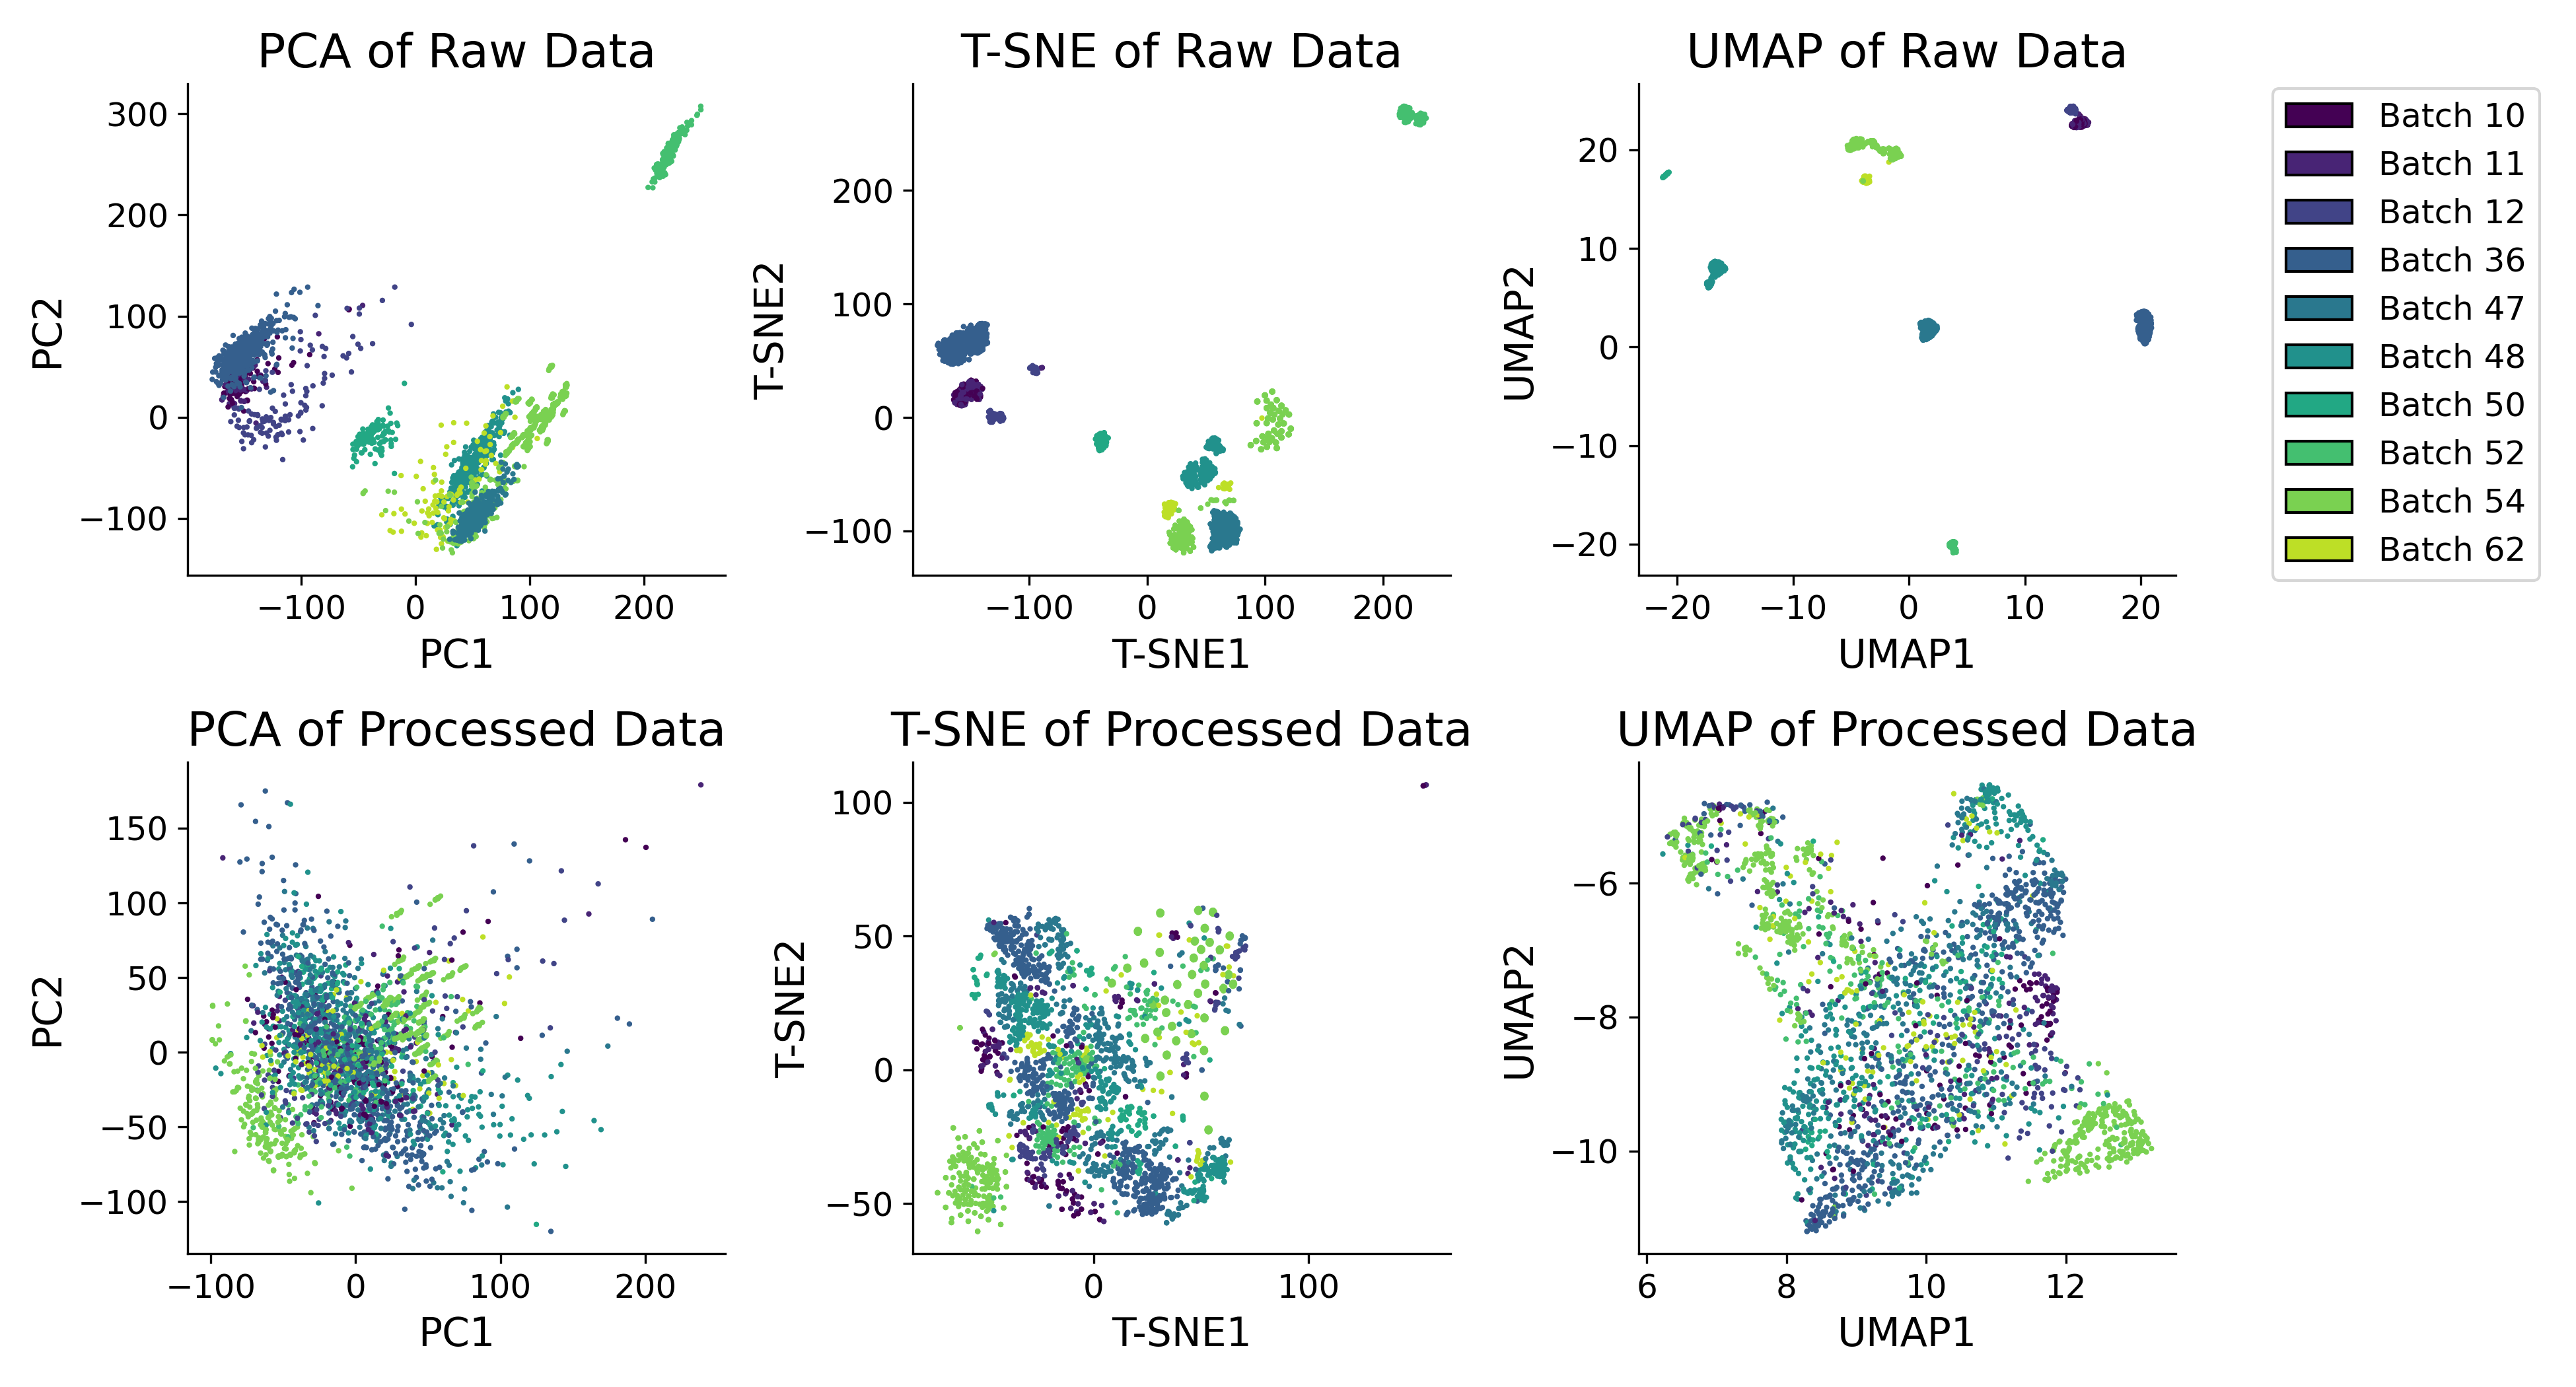 PCA of Raw Data
300
200
100
0
−100
PC2
−100
0
100
200
PC1
T-SNE of Raw Data
200
100
0
−100
T-SNE2
−100
0
100
200
T-SNE1
UMAP of Raw Data
20
10
0
−10
−20
UMAP2
−20
−10
0
10
20
UMAP1
Batch 10
Batch 11
Batch 12
Batch 36
Batch 47
Batch 48
Batch 50
Batch 52
Batch 54
Batch 62
PCA of Processed Data
150
100
50
0
−50
−100
PC2
−100
0
100
200
PC1
T-SNE of Processed Data
100
50
0
−50
T-SNE2
0
100
T-SNE1
UMAP of Processed Data
−6
−8
−10
UMAP2
6
8
10
12
UMAP1